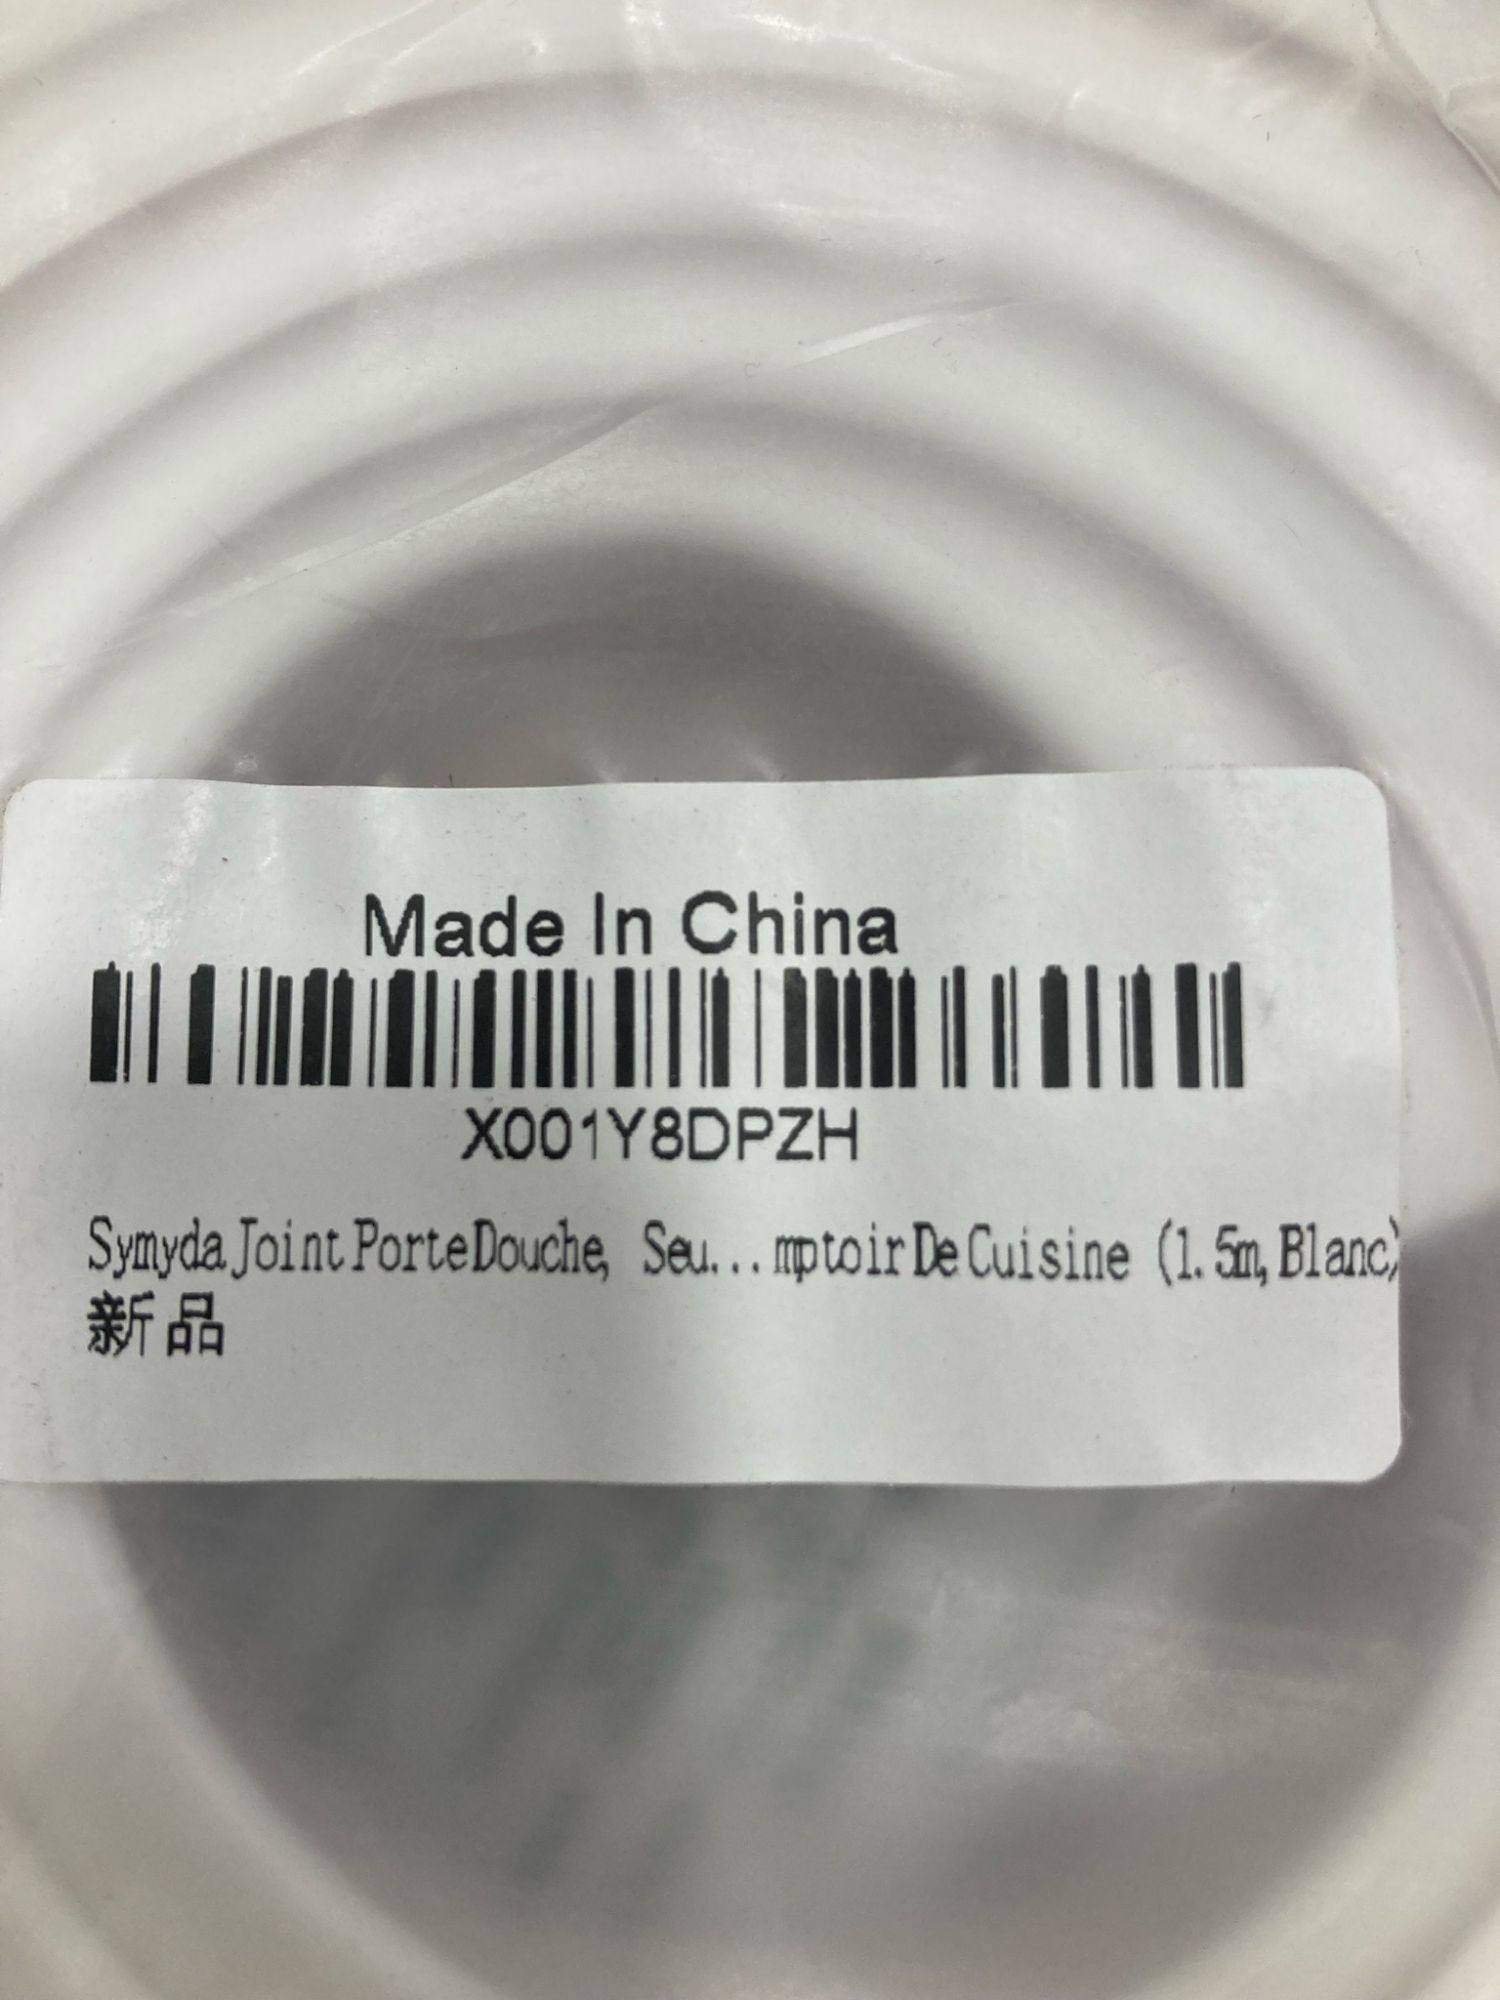 Made In China
X001Y8DPZH
Symyda Joint Porte Douche, Seu...mptoir De Cuisine (1.5m, Blanc)
新品